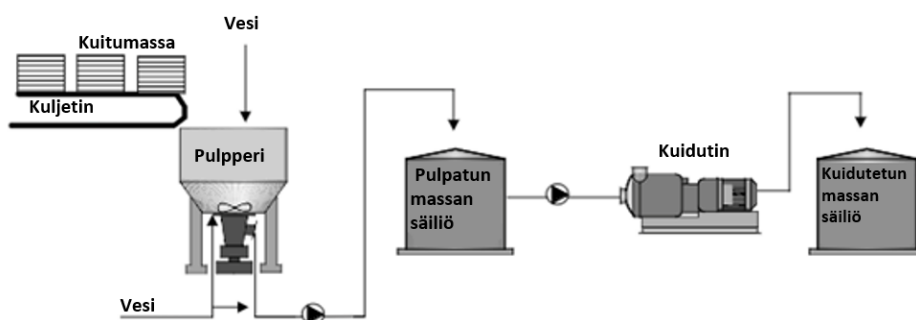 Vesi
Kuitumassa
Kuljetin
Pulpperi
Pulpatun
massan
säiliö
Kuidutin
Kuidutetun
massan
säiliö
Vesi